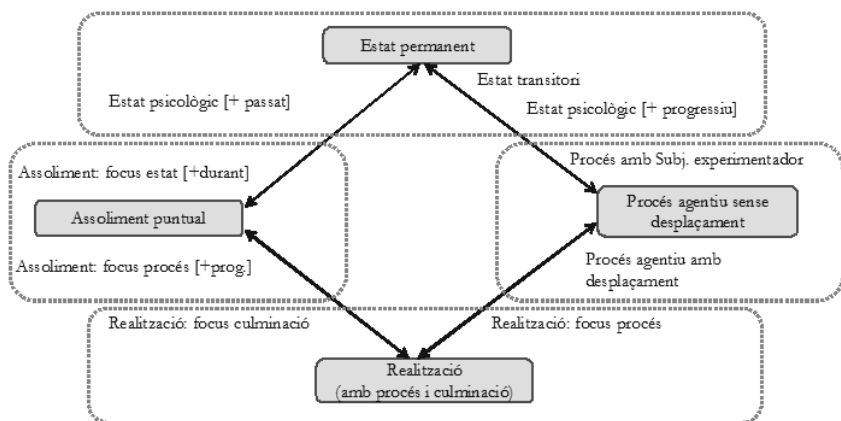 Estat permanent
Estat transitori
Estat psicològic [+ passat]
Estat psicològic [+ progressiu]
Assoliment: focus estat [+durant]
Procés amb Subj. experimentador
Assoliment puntual
Procés agentiu sense
desplaçament
Assoliment: focus procés [+prog.]
Procés agentiu amb
desplaçament
Realització: focus culminació
Realització: focus procés
Realització
(amb procés i culminació)